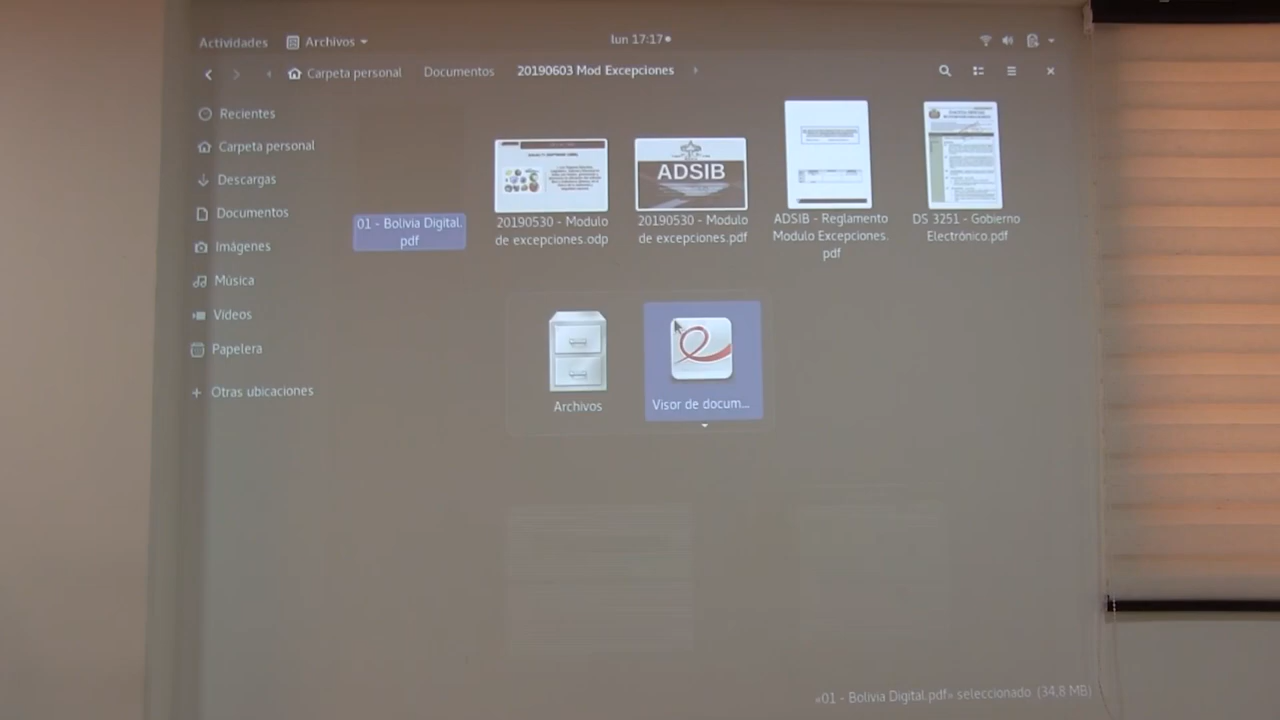 Actividades
Archivos
lun 17:17
Carpeta personal
Documentos
20190603 Mod Excepciones
Recientes
Carpeta personal
Descargas
Documentos
Imágenes
Música
Vídeos
Papelera
Otras ubicaciones
01 - Bolivia Digital.
pdf
20190530 - Modulo
de excepciones.odp
ADSIB
20190530 - Modulo
de excepciones.pdf
ADSIB - Reglamento
Modulo Excepciones.
pdf
DS 3251 - Gobierno
Electrónico.pdf
Archivos
Visor de docum...
«01 - Bolivia Digital.pdf» seleccionado (34,8 MB)